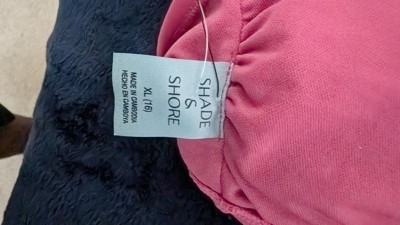 SHADE
&
SHORE
XL (16)
MADE IN CAMBODIA
HECHO EN CAMBOYA